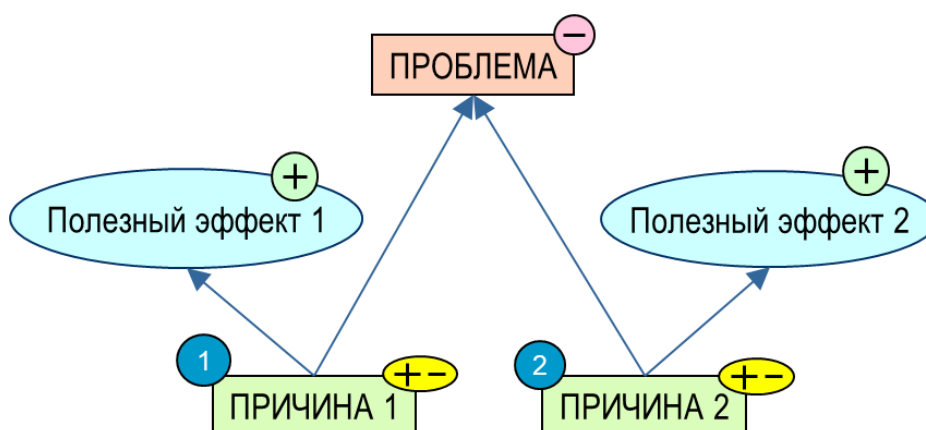 ПРОБЛЕМА
−
+
Полезный эффект 1
+
Полезный эффект 2
1
+ −
ПРИЧИНА 1
2
+ −
ПРИЧИНА 2